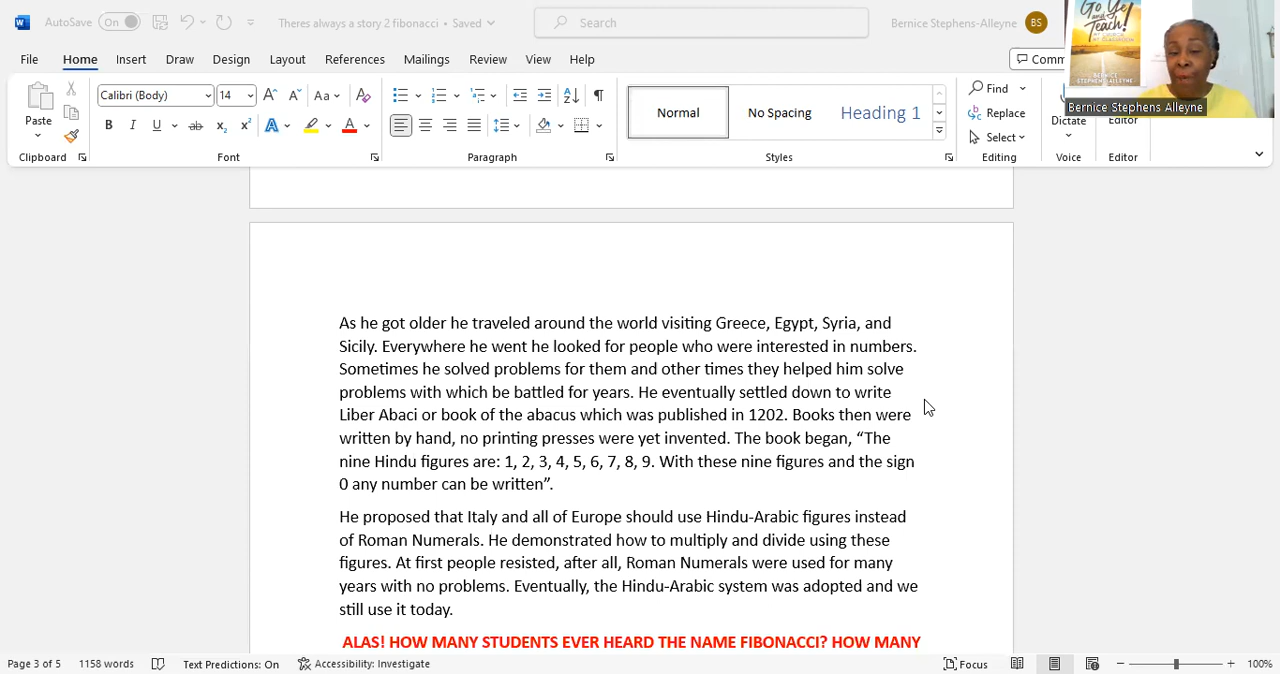 AutoSave On Theres always a story 2 fibonacci • Saved Search Bernice Stephens-Alleyne BS
Go Ye and Teach!
BERNICE STEPHENS ALLEYNE
Bernice Stephens Alleyne
File Home Insert Draw Design Layout References Mailings Review View Help Comm
Paste Calibri (Body) 14 A A Aa A Normal No Spacing Heading 1 Find Replace Select Dictate Editor
B I U ab x₂ x² A A
Clipboard Font Paragraph Styles Editing Voice Editor
As he got older he traveled around the world visiting Greece, Egypt, Syria, and
Sicily. Everywhere he went he looked for people who were interested in numbers.
Sometimes he solved problems for them and other times they helped him solve
problems with which be battled for years. He eventually settled down to write
Liber Abaci or book of the abacus which was published in 1202. Books then were
written by hand, no printing presses were yet invented. The book began, “The
nine Hindu figures are: 1, 2, 3, 4, 5, 6, 7, 8, 9. With these nine figures and the sign
0 any number can be written”.
He proposed that Italy and all of Europe should use Hindu-Arabic figures instead
of Roman Numerals. He demonstrated how to multiply and divide using these
figures. At first people resisted, after all, Roman Numerals were used for many
years with no problems. Eventually, the Hindu-Arabic system was adopted and we
still use it today.
ALAS! HOW MANY STUDENTS EVER HEARD THE NAME FIBONACCI? HOW MANY
Page 3 of 5 1158 words Text Predictions: On Accessibility: Investigate Focus 100%